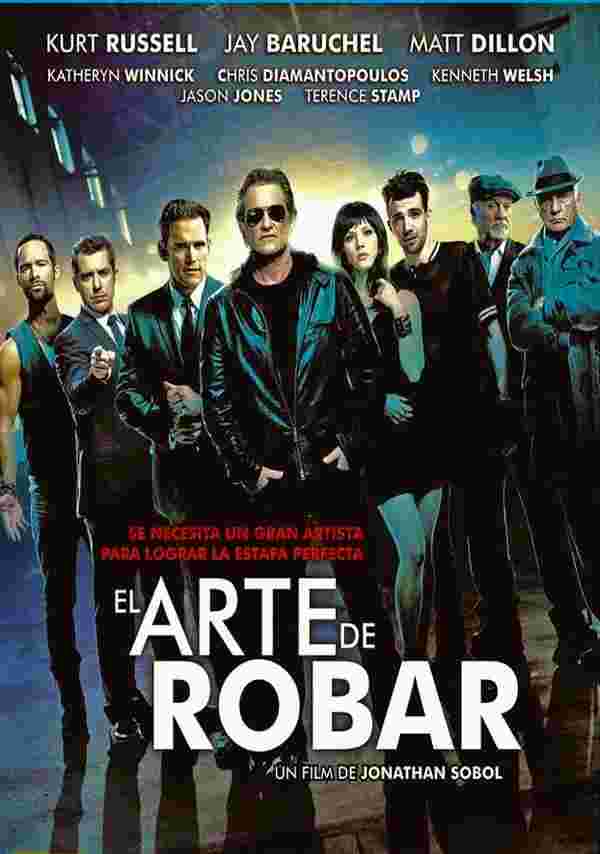 KURT RUSSELL JAY BARUCHEL MATT DILLON
KATHERYN WINNICK CHRIS DIAMANTOPOULOS KENNETH WELSH
JASON JONES TERENCE STAMP
SE NECESITA UN GRAN ARTISTA
PARA LOGRAR LA ESTAFA PERFECTA
EL ARTE DE
ROBAR
UN FILM DE JONATHAN SOBOL